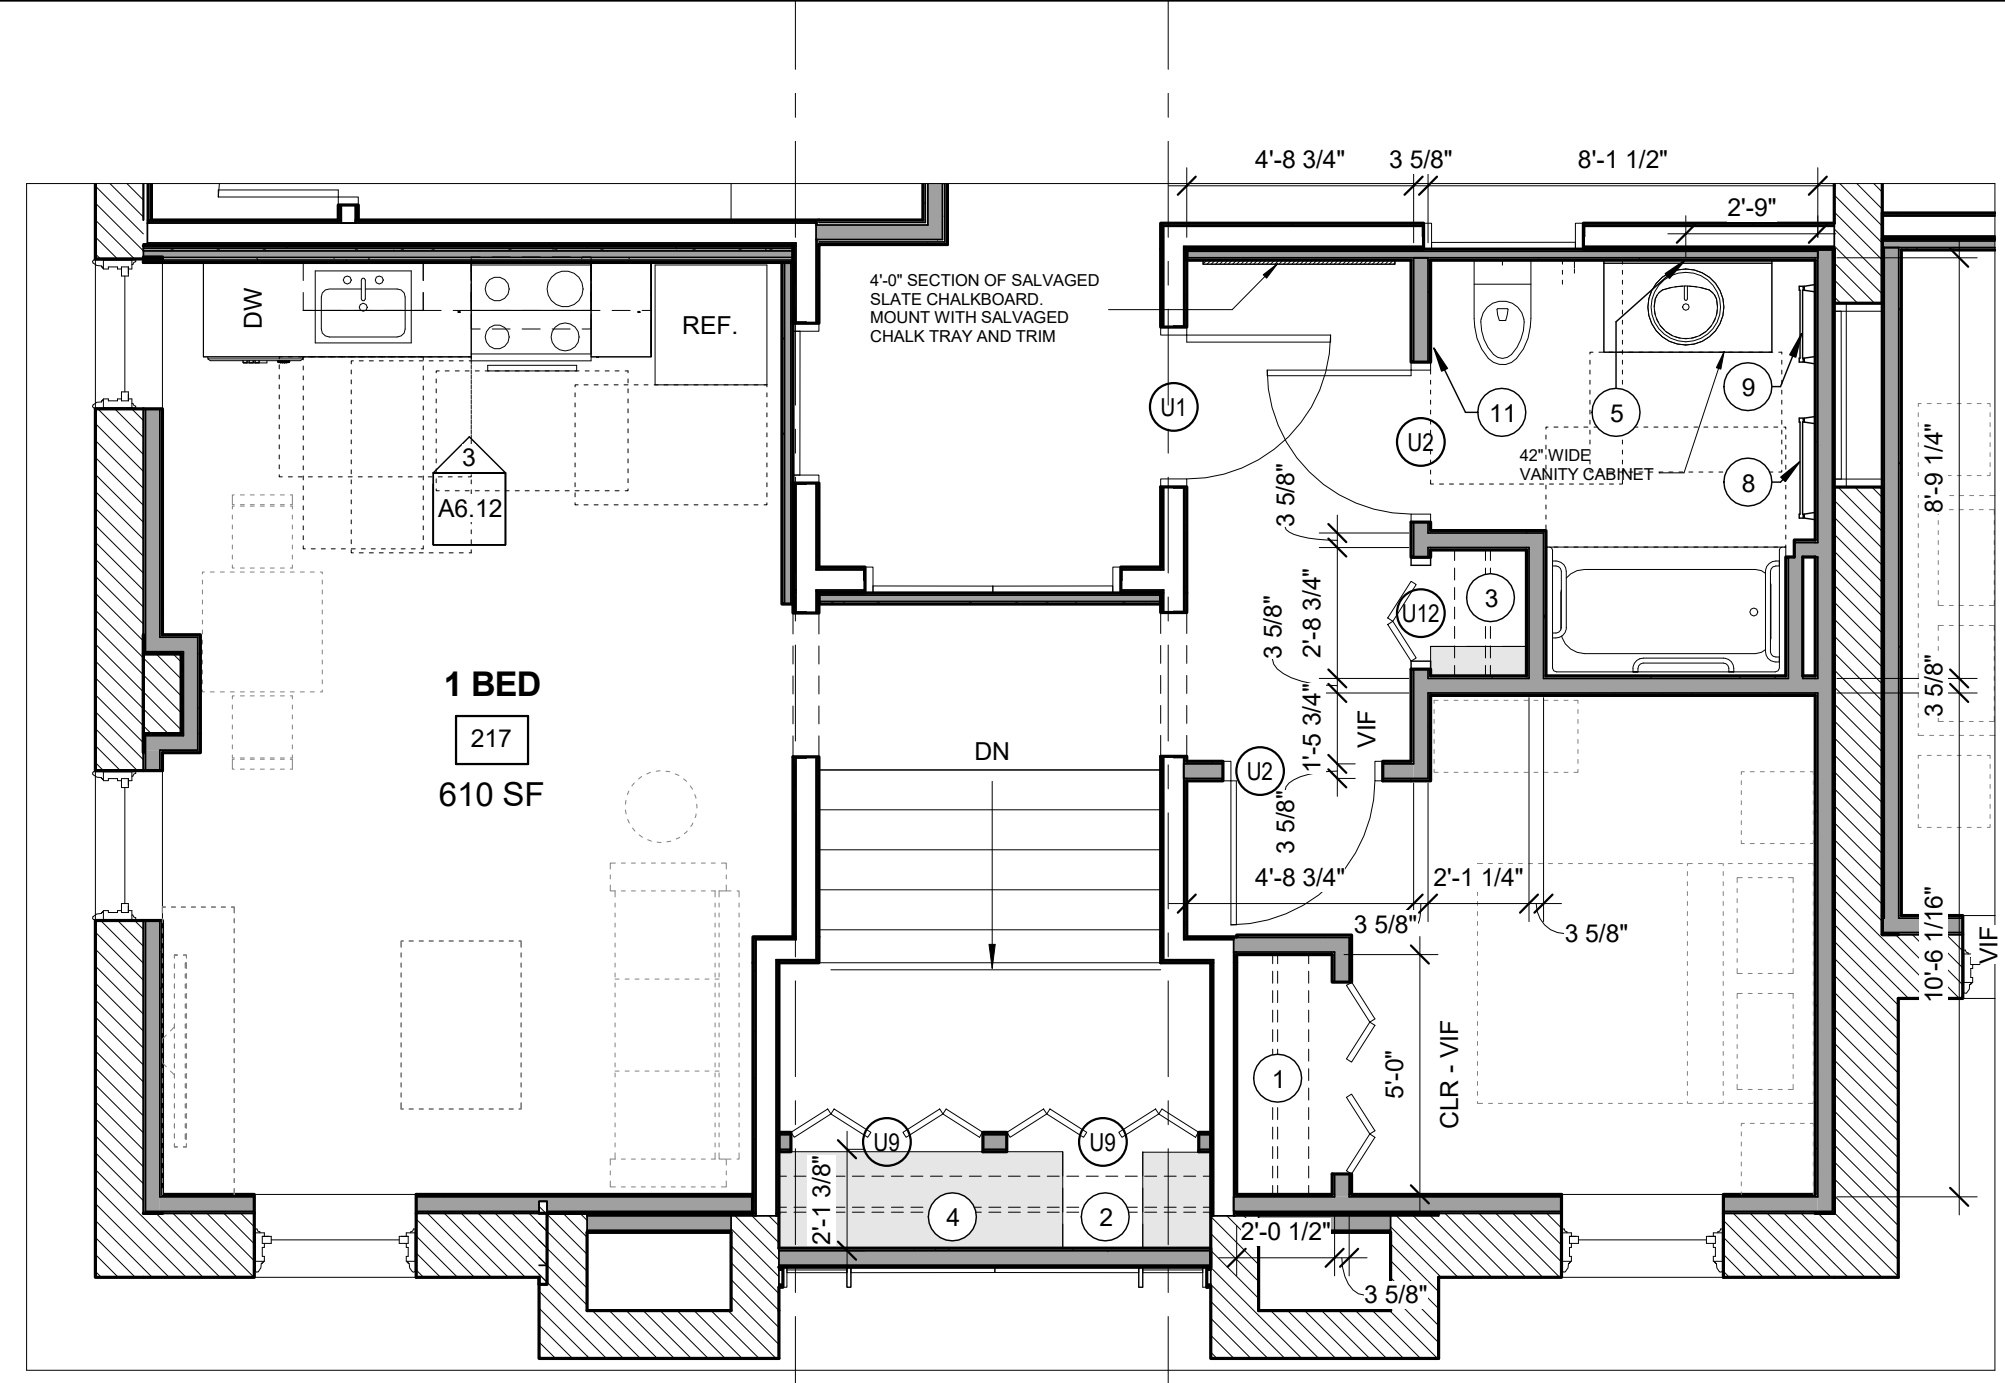 4'-8 3/4"
3 5/8"
8'-1 1/2"
2'-9"
4'-0" SECTION OF SALVAGED
SLATE CHALKBOARD.
MOUNT WITH SALVAGED
CHALK TRAY AND TRIM
DW
REF.
3
A6.12
U1
U2
11
5
9
8
42" WIDE
VANITY CABINET
8'-9 1/4"
3 5/8"
3 5/8"
2'-8 3/4"
U12
3
1 BED
217
610 SF
DN
U2
1'-5 3/4"
VIF
3 5/8"
3 5/8"
4'-8 3/4"
2'-1 1/4"
3 5/8"
3 5/8"
10'-6 1/16"
VIF
1
5'-0"
CLR - VIF
U9
U9
2'-1 3/8"
4
2
2'-0 1/2"
3 5/8"